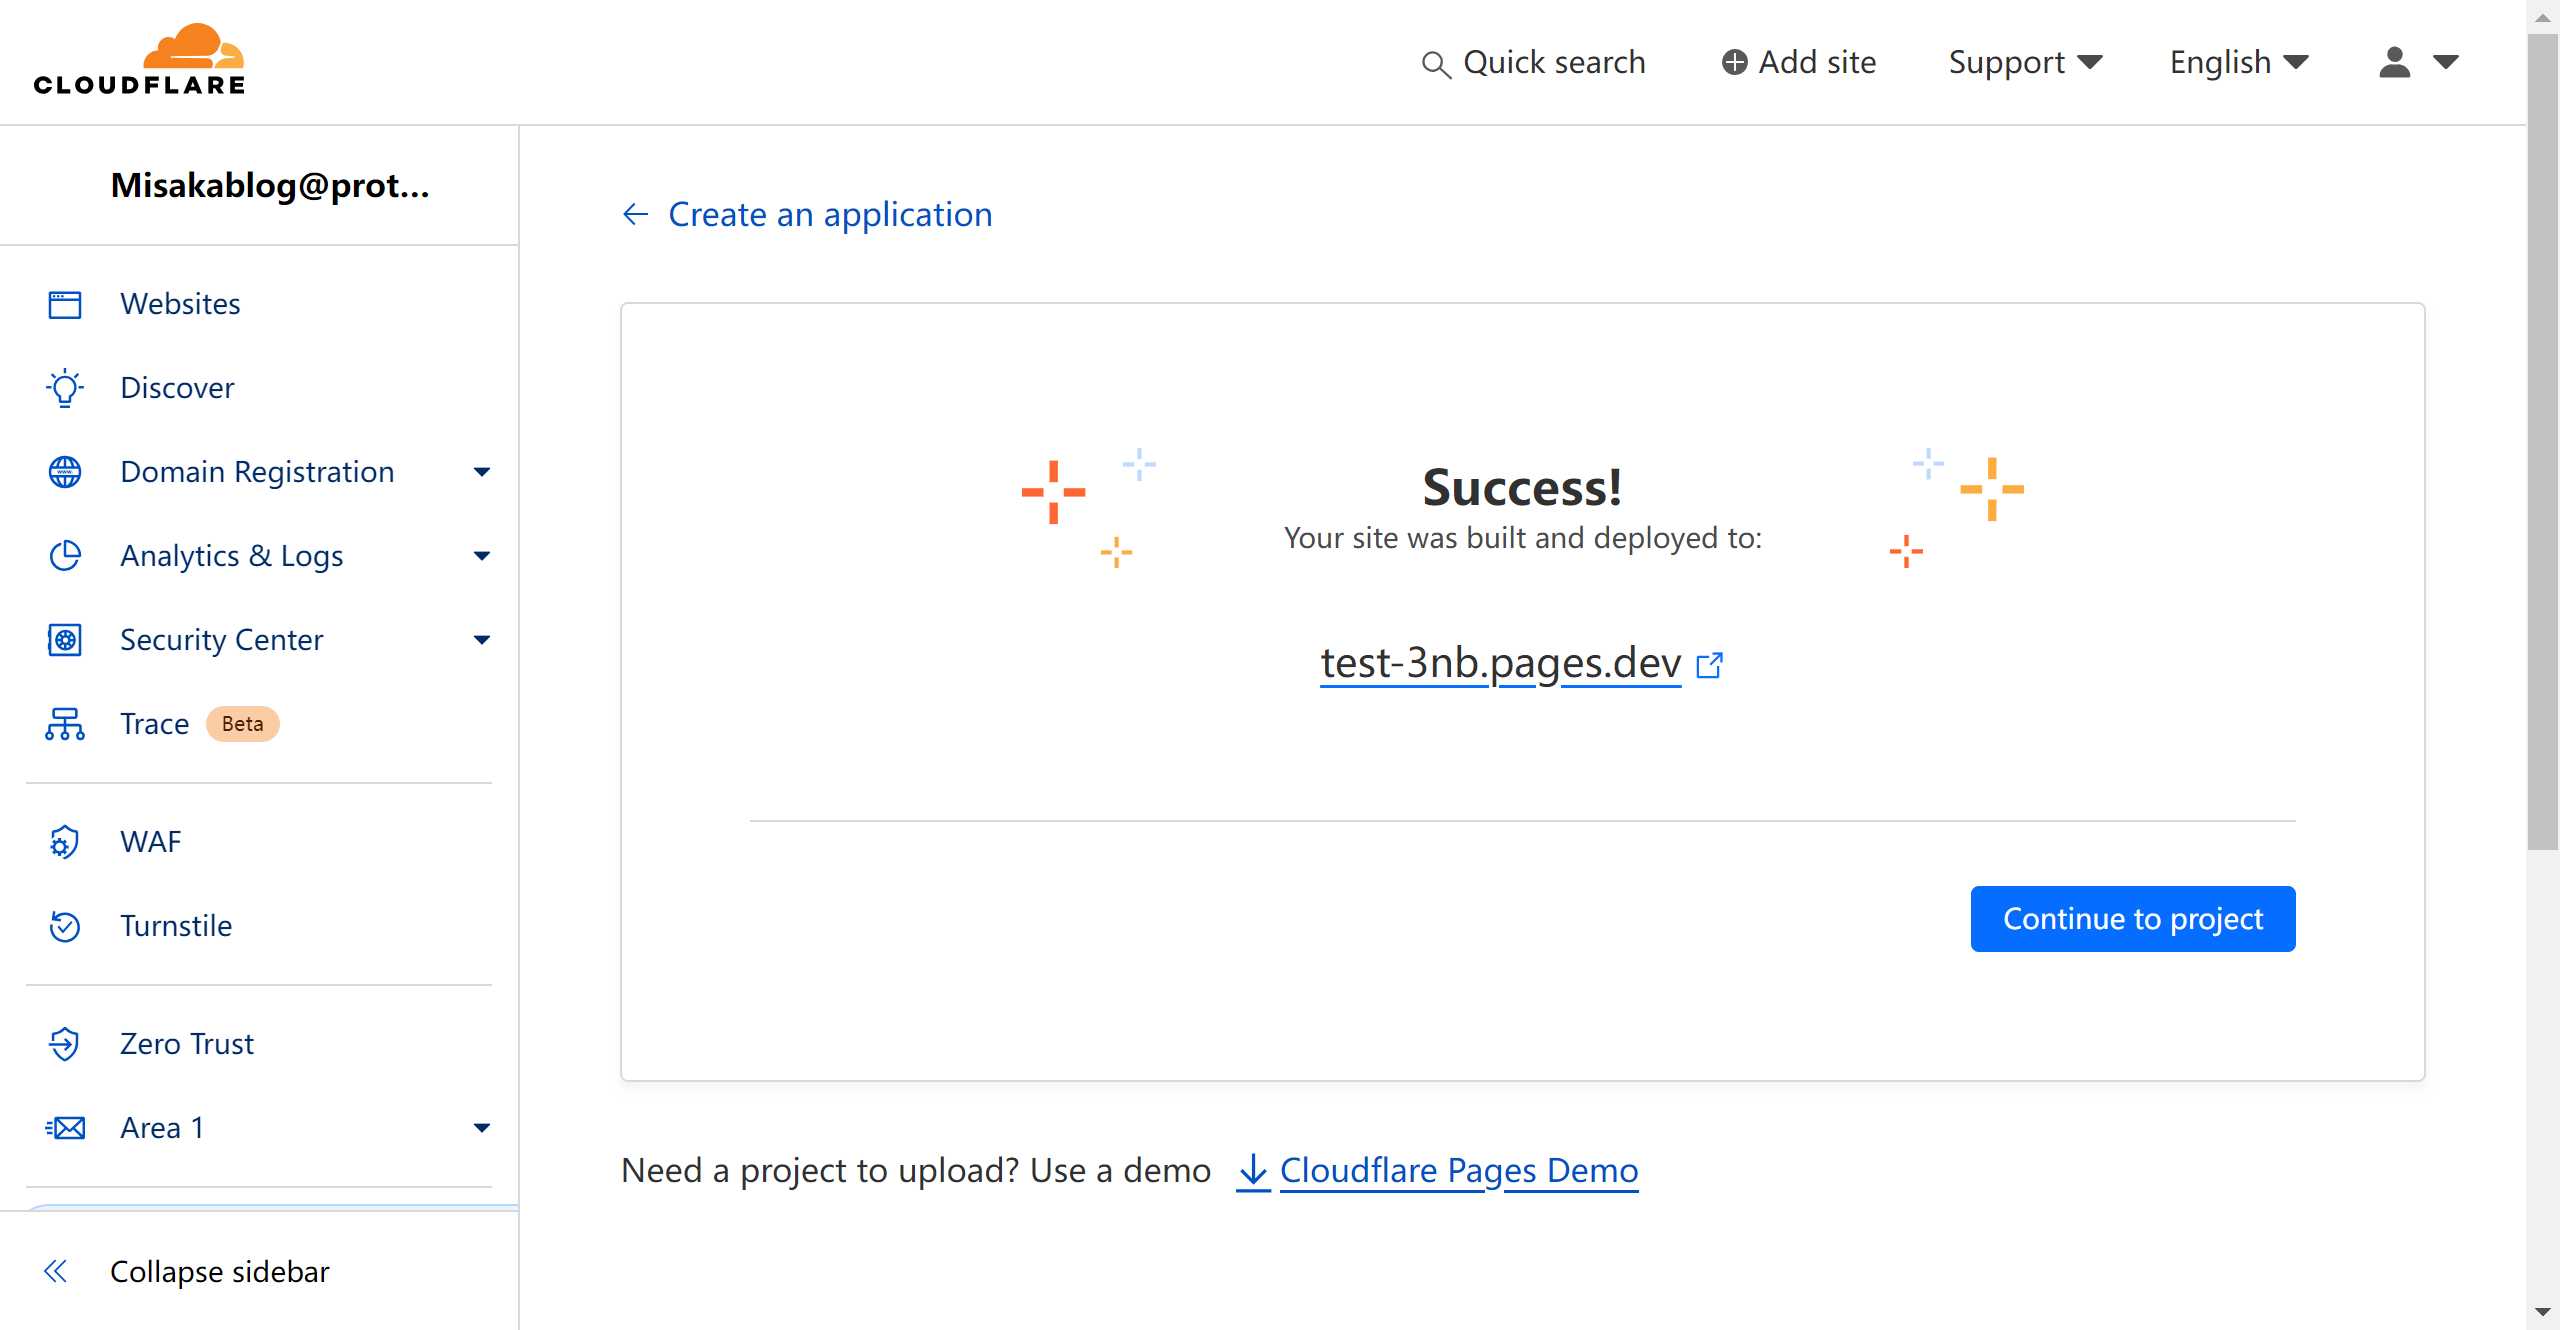 CLOUDFLARE
Quick search
Add site
Support
English
Misakablog@prot...
Websites
Discover
Domain Registration
Analytics & Logs
Security Center
Trace Beta
WAF
Turnstile
Zero Trust
Area 1
Collapse sidebar
Create an application
Success!
Your site was built and deployed to:
test-3nb.pages.dev
Continue to project
Need a project to upload? Use a demo Cloudflare Pages Demo